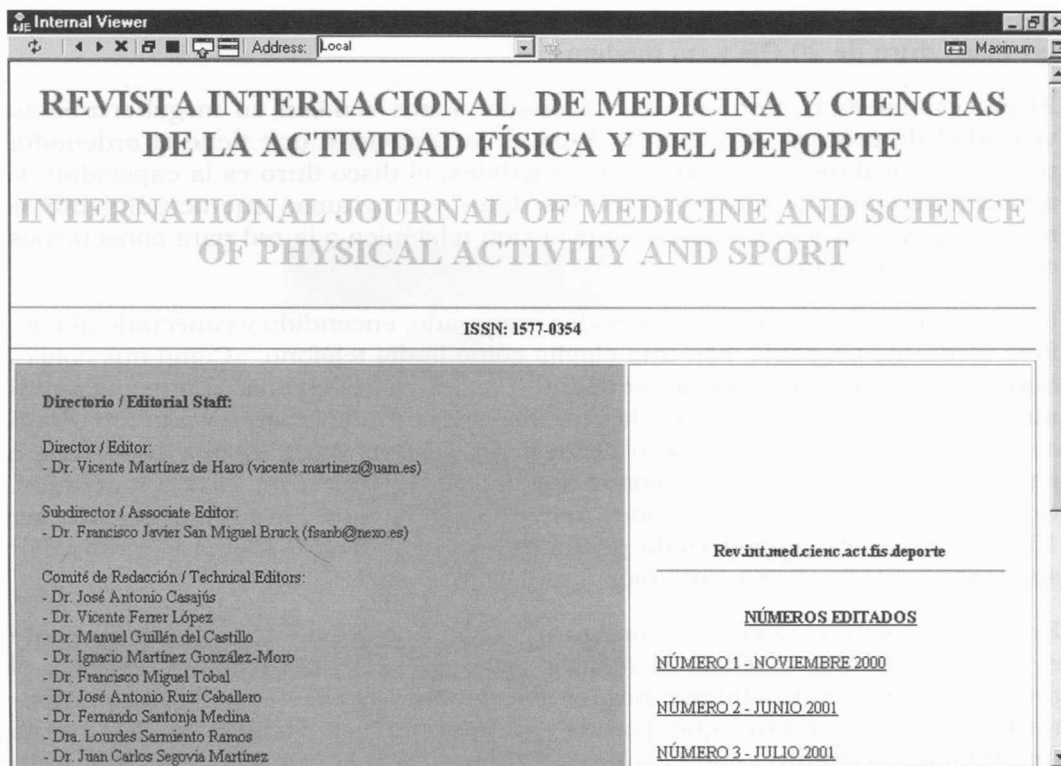 Internal Viewer
Address: Local
Maximum
REVISTA INTERNACIONAL DE MEDICINA Y CIENCIAS
DE LA ACTIVIDAD FÍSICA Y DEL DEPORTE
INTERNATIONAL JOURNAL OF MEDICINE AND SCIENCE
OF PHYSICAL ACTIVITY AND SPORT
ISSN: 1577-0354
Directorio / Editorial Staff:
Director / Editor:
- Dr. Vicente Martínez de Haro (vicente.martinez@uam.es)
Subdirector / Associate Editor:
- Dr. Francisco Javier San Miguel Bruck (fsanb@nexo.es)
Comité de Redacción / Technical Editors:
- Dr. José Antonio Casajús
- Dr. Vicente Ferrer López
- Dr. Manuel Guillén del Castillo
- Dr. Ignacio Martínez González-Moro
- Dr. Francisco Miguel Tobal
- Dr. José Antonio Ruiz Caballero
- Dr. Fernando Santonja Medina
- Dra. Lourdes Sarmiento Ramos
- Dr. Juan Carlos Segovia Martínez
Rev.int.med.cienc.act.fis.deporte
NÚMEROS EDITADOS
NÚMERO 1 - NOVIEMBRE 2000
NÚMERO 2 - JUNIO 2001
NÚMERO 3 - JULIO 2001